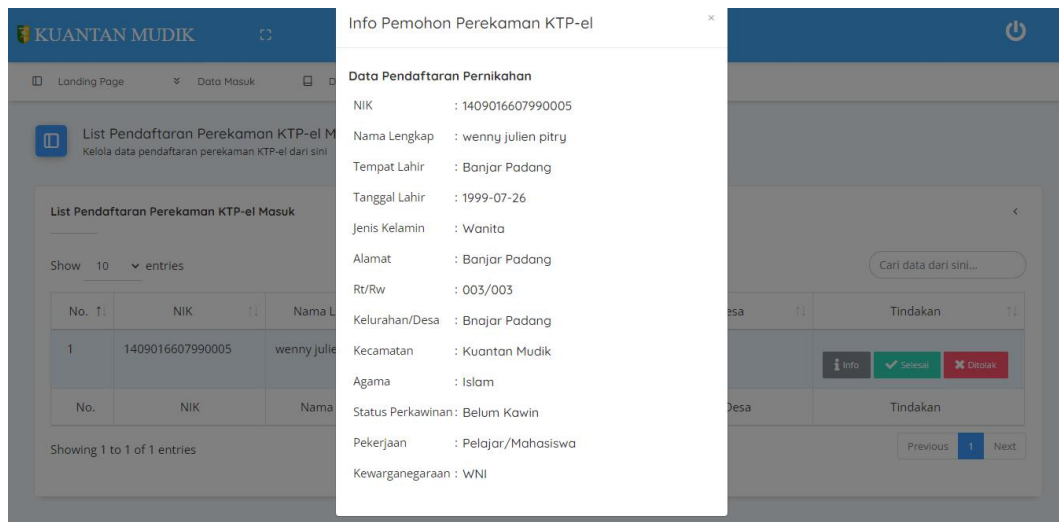 KUANTAN MUDIK
Landing Page Data Masuk D
List Pendaftaran Perekaman KTP-el M
Kelola data pendaftaran perekaman KTP-el dari sini
List Pendaftaran Perekaman KTP-el Masuk
Show 10 entries
Cari data dari sini...
No. NIK Nama L esa Tindakan
1 1409016607990005 wenny julie Info Selesai Ditolak
No. NIK Nama Desa Tindakan
Showing 1 to 1 of 1 entries
Previous 1 Next
Info Pemohon Perekaman KTP-el ×
Data Pendaftaran Pernikahan
NIK : 1409016607990005
Nama Lengkap : wenny julien pitry
Tempat Lahir : Banjar Padang
Tanggal Lahir : 1999-07-26
Jenis Kelamin : Wanita
Alamat : Banjar Padang
Rt/Rw : 003/003
Kelurahan/Desa : Bnajar Padang
Kecamatan : Kuantan Mudik
Agama : Islam
Status Perkawinan : Belum Kawin
Pekerjaan : Pelajar/Mahasiswa
Kewarganegaraan : WNI